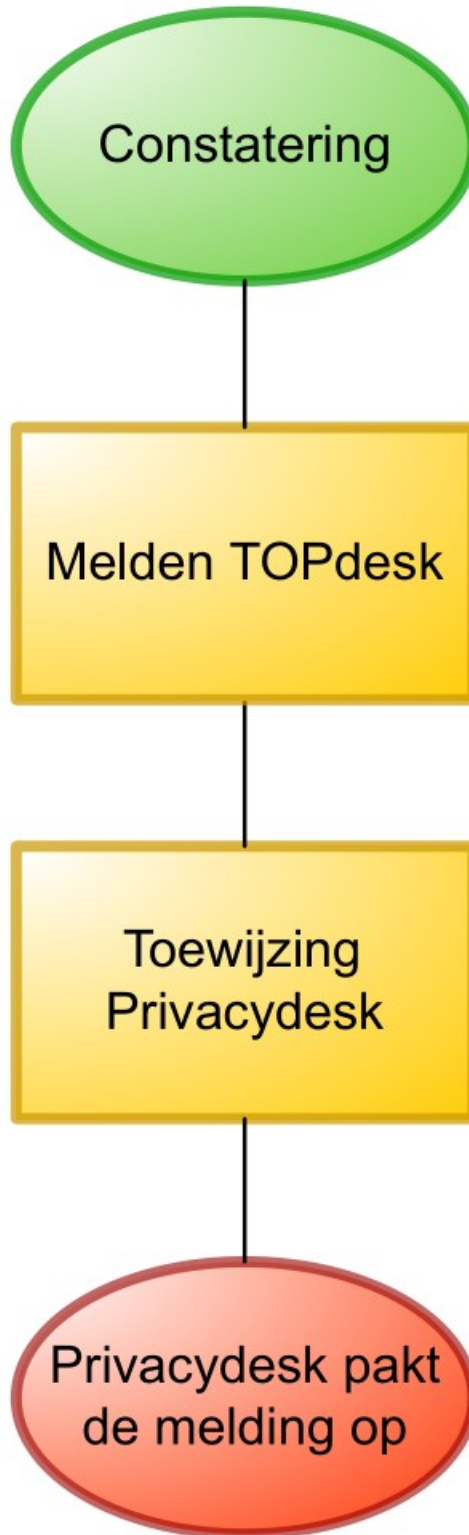 Constatering
Melden TOPdesk
Toewijzing
Privacydesk
Privacydesk pakt
de melding op